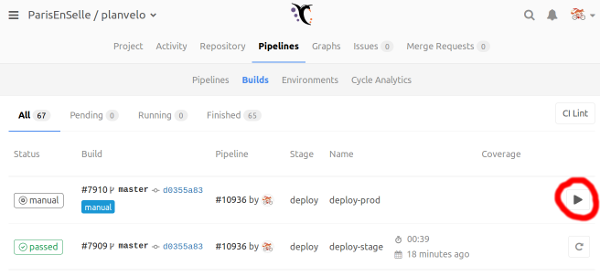 ParisEnSelle / planvelo
Project Activity Repository Pipelines Graphs Issues 0 Merge Requests 0
Pipelines Builds Environments Cycle Analytics
All 67 Pending 0 Running 0 Finished 65 CI Lint
Status Build Pipeline Stage Name Coverage
manual #7910 master d0355a83 #10936 by deploy deploy-prod
manual
passed #7909 master d0355a83 #10936 by deploy deploy-stage 00:39
18 minutes ago